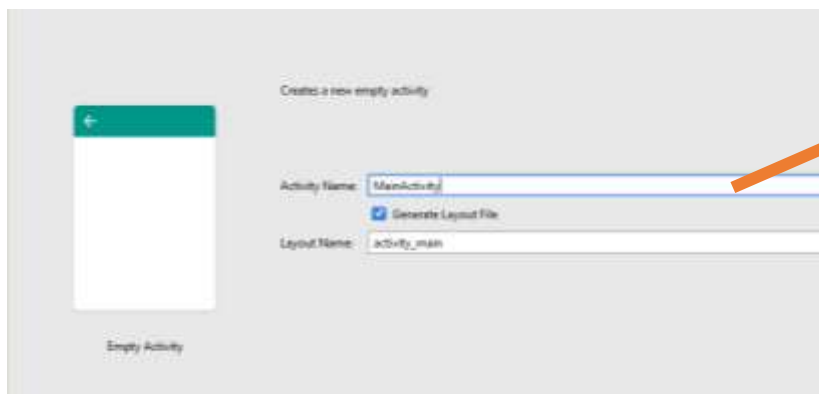 Creates a new empty activity
Activity Name: MainActivity
Generate Layout File
Layout Name: activity_main
Empty Activity